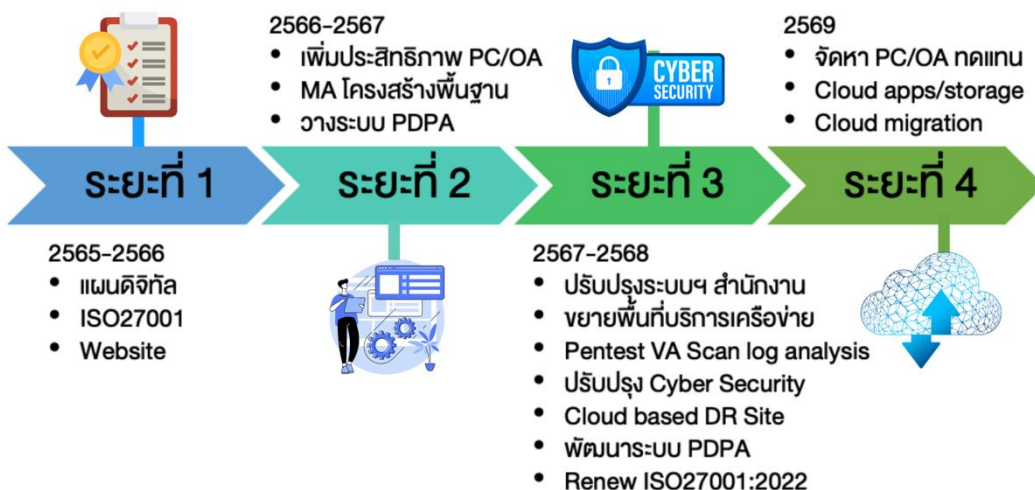 2566-2567
• เพิ่มประสิทธิภาพ PC/OA
• MA โครงสร้างพื้นฐาน
• วางระบบ PDPA
CYBER
SECURITY
2569
• จัดหา PC/OA ทดแทน
• Cloud apps/storage
• Cloud migration
ระยะที่ 1
ระยะที่ 2
ระยะที่ 3
ระยะที่ 4
2565-2566
• แผนดิจิทัล
• ISO27001
• Website
2567-2568
• ปรับปรุงระบบฯ สำนักงาน
• ขยายพื้นที่บริการเครือข่าย
• Pentest VA Scan log analysis
• ปรับปรุง Cyber Security
• Cloud based DR Site
• พัฒนาระบบ PDPA
• Renew ISO27001:2022